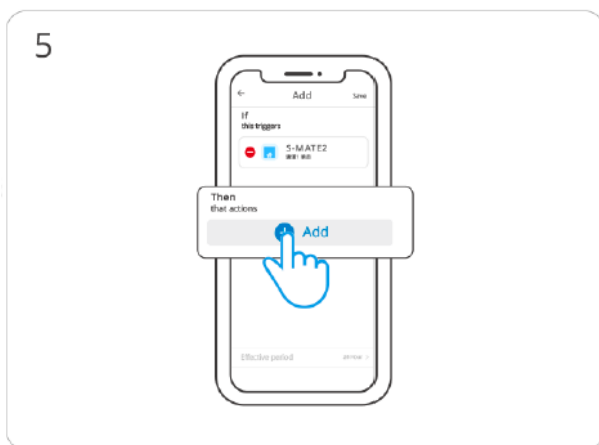 5
Add
Save
If
this triggers
S-MATE2
Then
that actions
Add
Effective period